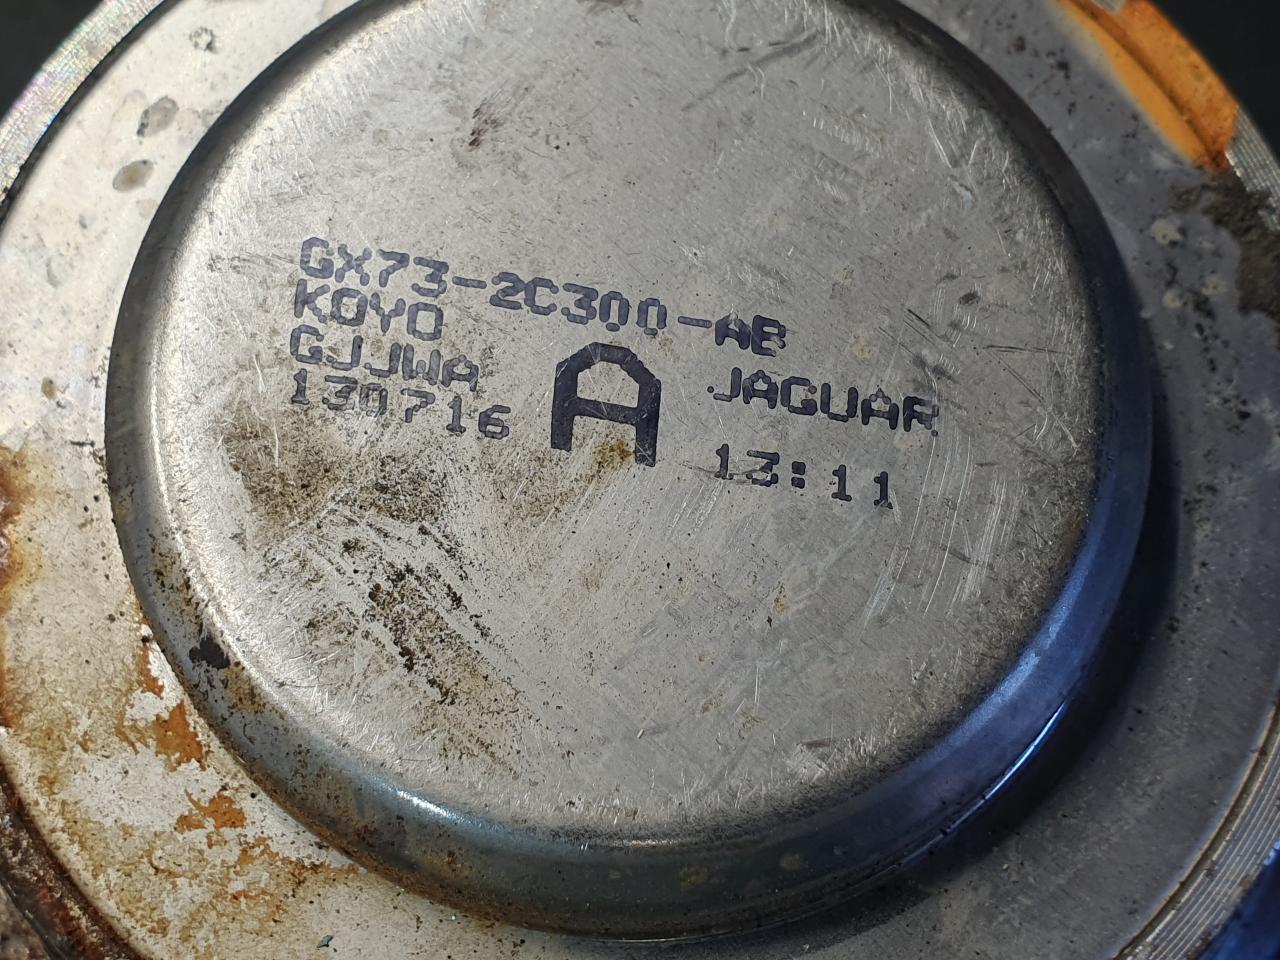 GX73-2C300-AB
KOYO
GJJWA
130716
A
JAGUAR
13:11